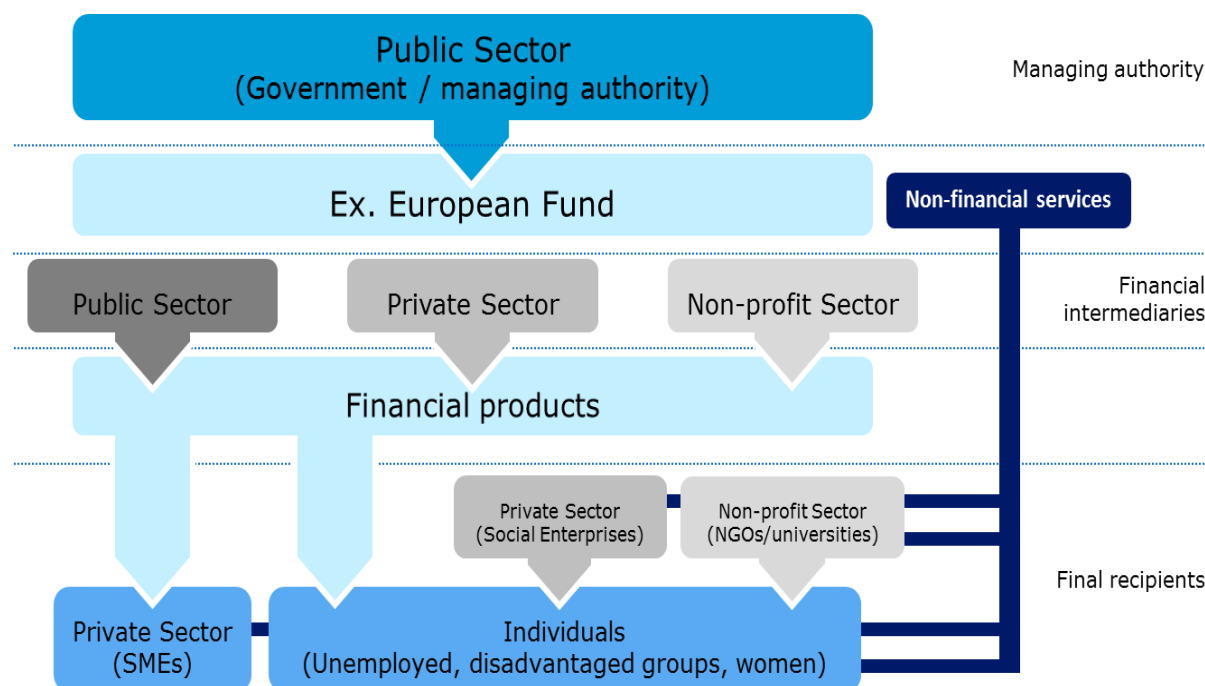 Public Sector
(Government / managing authority)
Managing authority
Ex. European Fund
Non-financial services
Public Sector
Private Sector
Non-profit Sector
Financial
intermediaries
Financial products
Private Sector
(Social Enterprises)
Non-profit Sector
(NGOs/universities)
Final recipients
Private Sector
(SMEs)
Individuals
(Unemployed, disadvantaged groups, women)